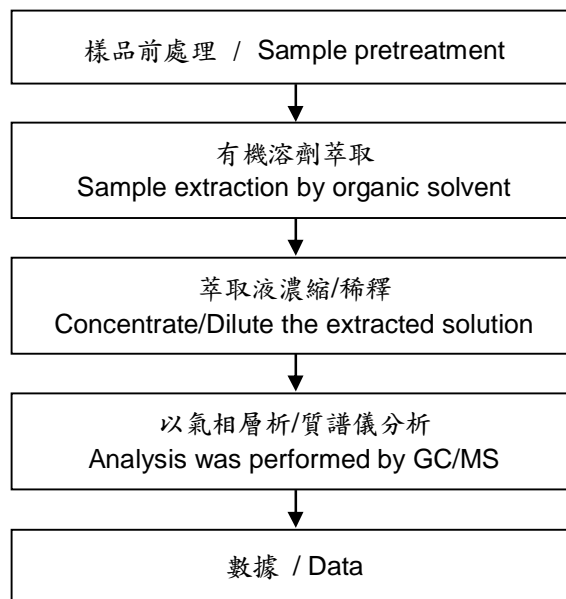 樣品前處理 / Sample pretreatment
有機溶劑萃取
Sample extraction by organic solvent
萃取液濃縮/稀釋
Concentrate/Dilute the extracted solution
以氣相層析/質譜儀分析
Analysis was performed by GC/MS
數據 / Data